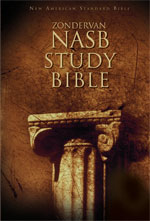 NEW AMERICAN STANDARD BIBLE
ZONDERVAN
NASB
STUDY
BIBLE